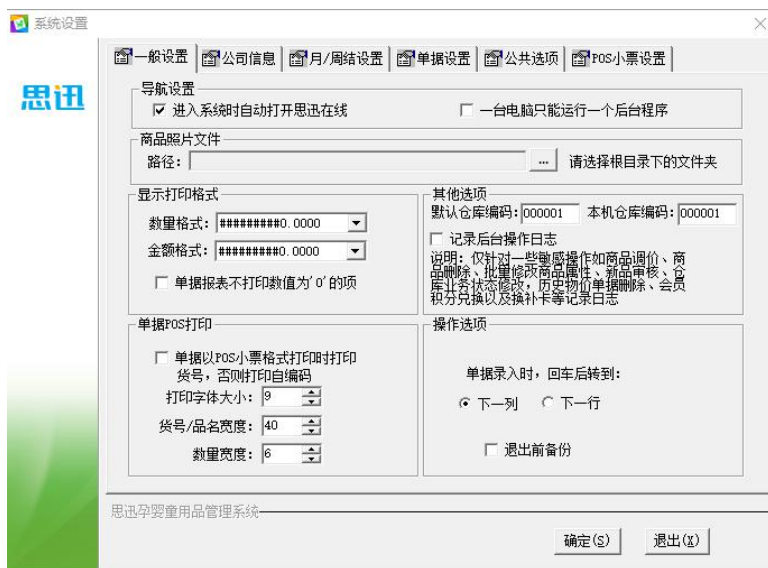 系统设置
思迅
一般设置 公司信息 月/周结设置 单据设置 公共选项 POS小票设置
导航设置
进入系统时自动打开思迅在线 一台电脑只能运行一个后台程序
商品照片文件
路径: ... 请选择根目录下的文件夹
显示打印格式
数量格式: #########0.0000
金额格式: #########0.0000
单据报表不打印数值为'0'的项
其他选项
默认仓库编码: 000001 本机仓库编码: 000001
记录后台操作日志
说明: 仅针对一些敏感操作如商品调价、商
品删除、批量修改商品属性、新品审核、仓
库业务状态修改, 历史物价单据删除、会员
积分兑换以及换补卡等记录日志
单据POS打印
单据以POS小票格式打印时打印
货号, 否则打印自编码
打印字体大小: 9
货号/品名宽度: 40
数量宽度: 6
操作选项
单据录入时, 回车后转到:
下一列 下一行
退出前备份
思迅孕婴童用品管理系统
确定(S) 退出(X)